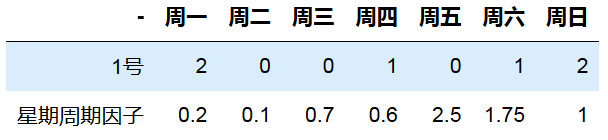 - 周一 周二 周三 周四 周五 周六 周日
1号 2 0 0 1 0 1 2
星期周期因子 0.2 0.1 0.7 0.6 2.5 1.75 1